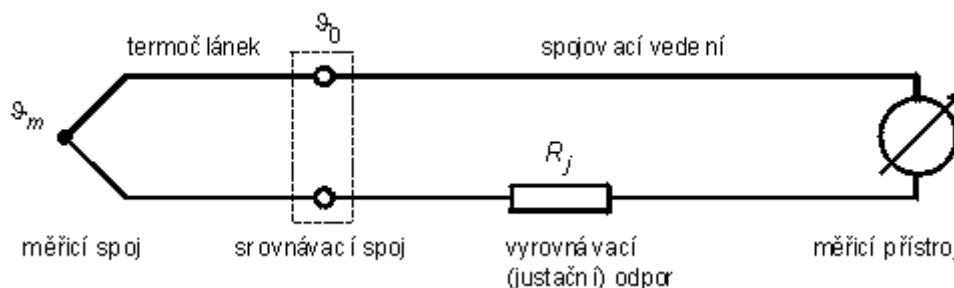 ϑ0
termočlánek
spojovací vedení
ϑm
Rj
měřicí spoj
srovnávací spoj
vyrovnávací
(justační) odpor
měřicí přístroj